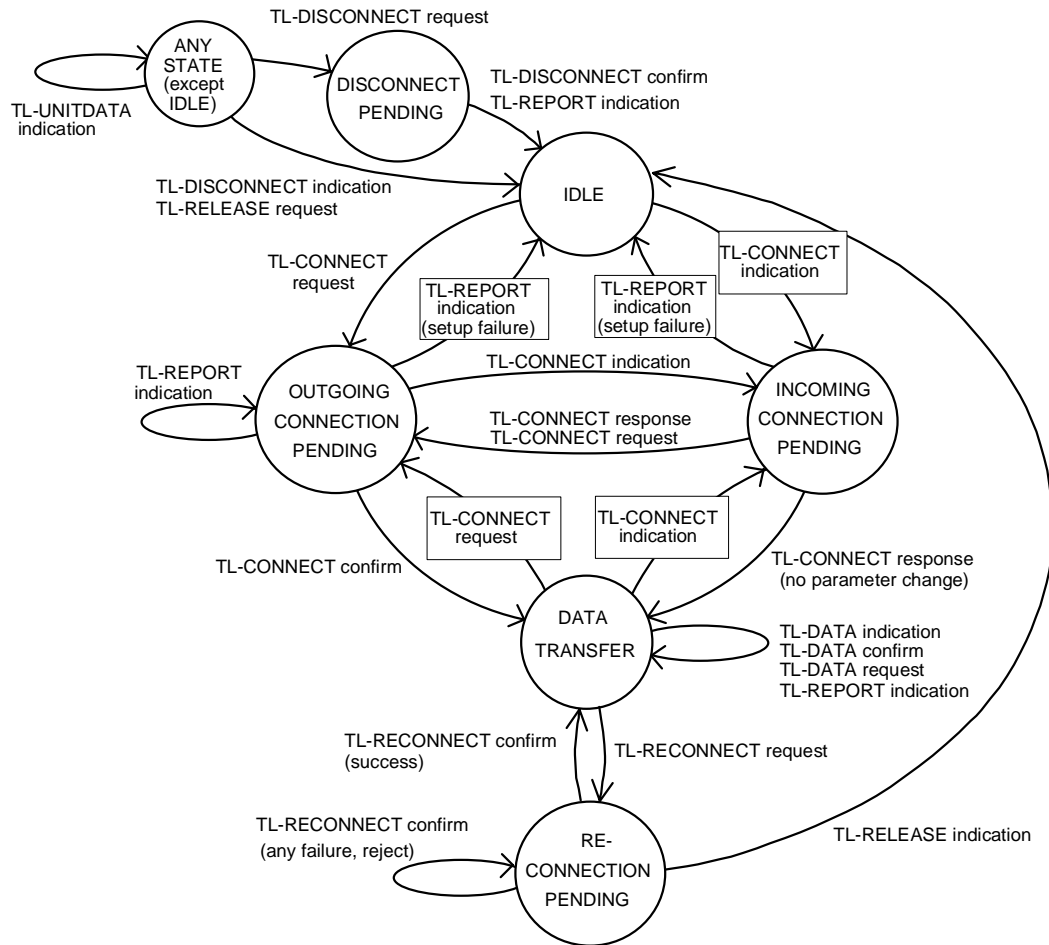 TL-DISCONNECT request
ANY
STATE
(except
IDLE)
TL-UNITDATA
indication
DISCONNECT
PENDING
TL-DISCONNECT confirm
TL-REPORT indication
TL-DISCONNECT indication
TL-RELEASE request
IDLE
TL-CONNECT
request
TL-REPORT
indication
(setup failure)
TL-REPORT
indication
(setup failure)
TL-CONNECT
indication
TL-REPORT
indication
OUTGOING
CONNECTION
PENDING
TL-CONNECT indication
TL-CONNECT response
TL-CONNECT request
INCOMING
CONNECTION
PENDING
TL-CONNECT
request
TL-CONNECT
indication
TL-CONNECT confirm
TL-CONNECT response
(no parameter change)
DATA
TRANSFER
TL-DATA indication
TL-DATA confirm
TL-DATA request
TL-REPORT indication
TL-RECONNECT confirm
(success)
TL-RECONNECT request
TL-RECONNECT confirm
(any failure, reject)
RE-
CONNECTION
PENDING
TL-RELEASE indication